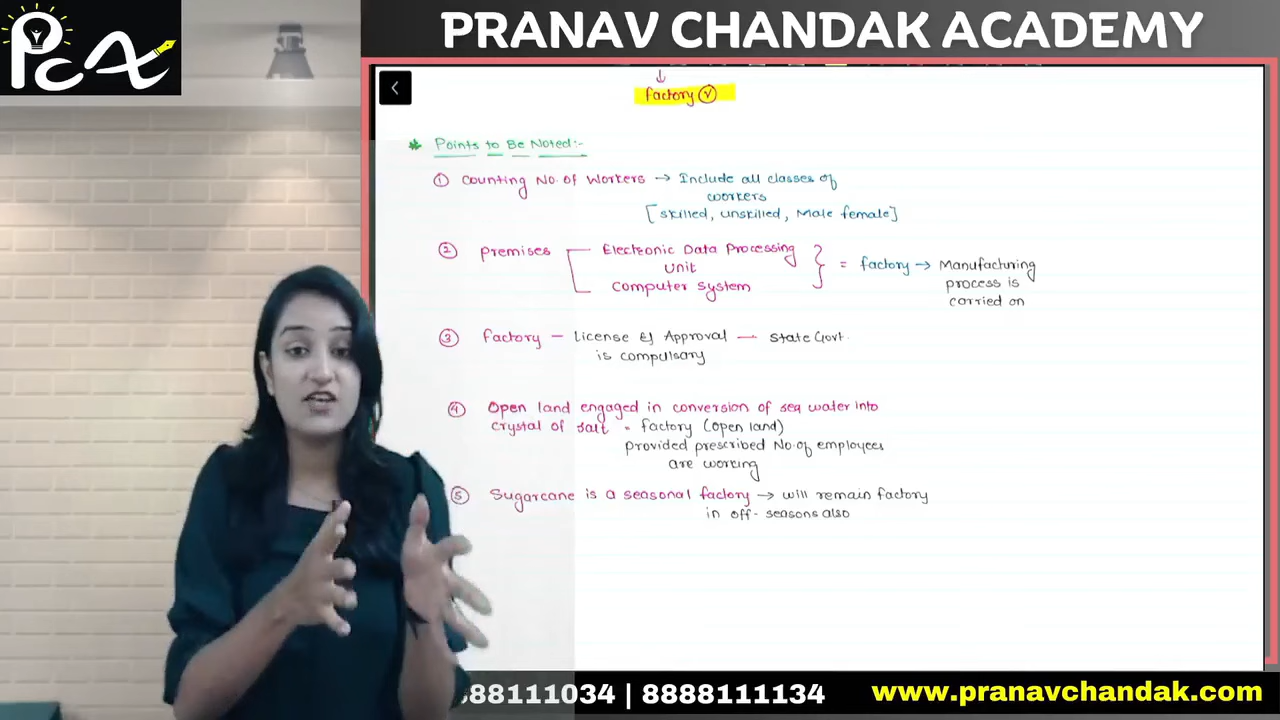 PCA
PRANAV CHANDAK ACADEMY
factory (✓)
* Points to Be Noted:-
① Counting No. of Workers → Include all classes of
workers
[skilled, unskilled, Male female]
② Premises Electronic Data Processing
Unit
Computer System } = factory → Manufacturing
process is
carried on
③ factory — License & Approval — State Govt.
is compulsory
④ Open land engaged in conversion of sea water into
crystal of salt = factory (open land)
provided prescribed No. of employees
are working
⑤ Sugarcane is a seasonal factory → will remain factory
in off-seasons also
88111034 | 8888111134
www.pranavchandak.com